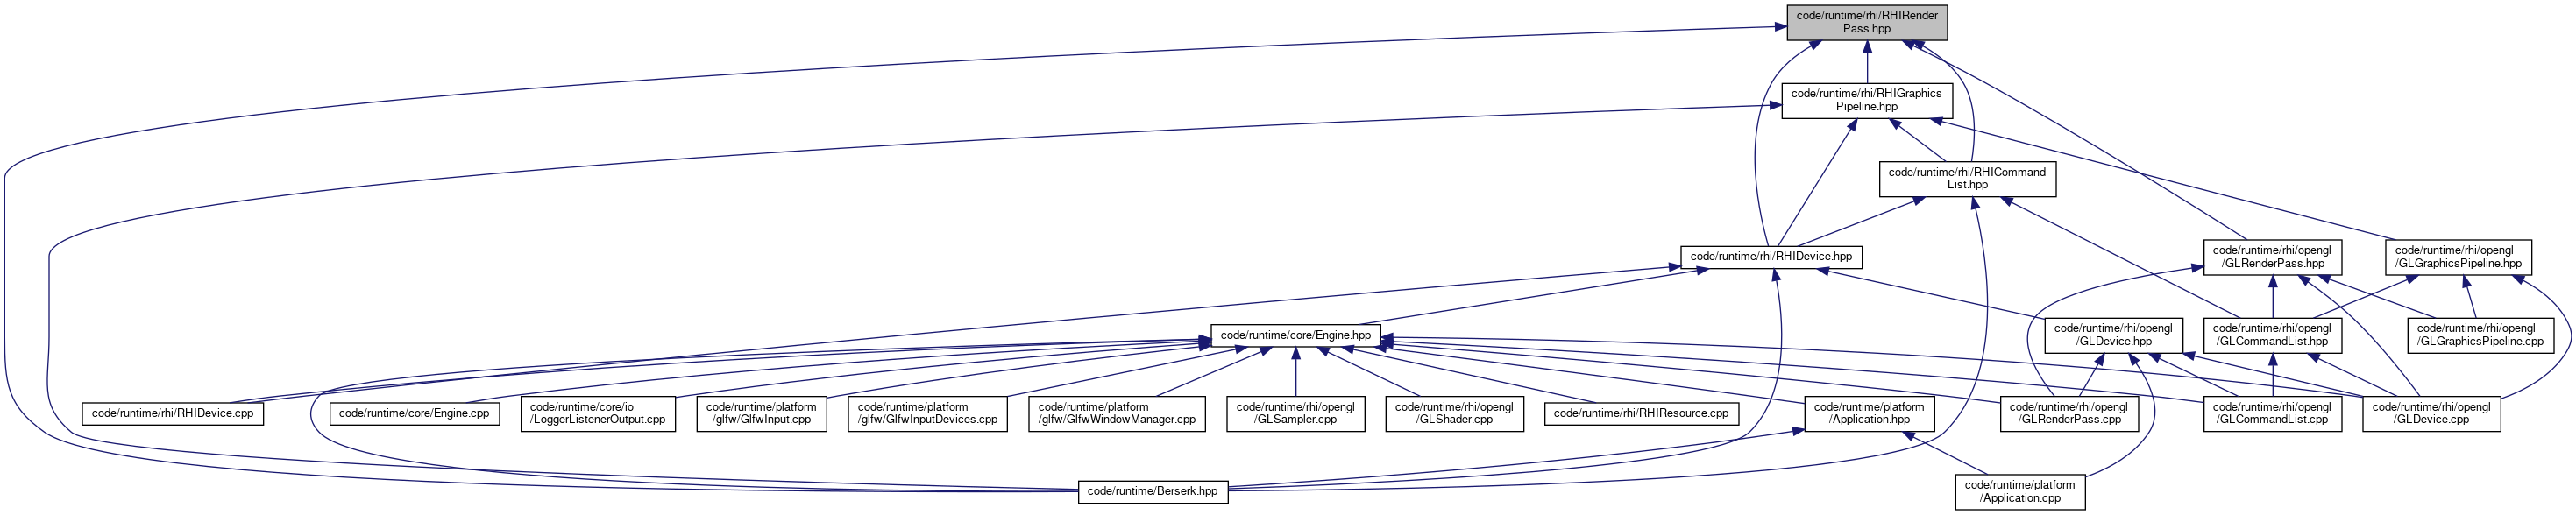 code/runtime/rhi/RHIRender
Pass.hpp
code/runtime/rhi/RHIGraphics
Pipeline.hpp
code/runtime/rhi/RHICommand
List.hpp
code/runtime/rhi/RHIDevice.hpp
code/runtime/rhi/opengl
/GLRenderPass.hpp
code/runtime/rhi/opengl
/GLGraphicsPipeline.hpp
code/runtime/core/Engine.hpp
code/runtime/rhi/opengl
/GLDevice.hpp
code/runtime/rhi/opengl
/GLCommandList.hpp
code/runtime/rhi/opengl
/GLGraphicsPipeline.cpp
code/runtime/rhi/RHIDevice.cpp
code/runtime/core/Engine.cpp
code/runtime/core/io
/LoggerListenerOutput.cpp
code/runtime/platform
/glfw/GlfwInput.cpp
code/runtime/platform
/glfw/GlfwInputDevices.cpp
code/runtime/platform
/glfw/GlfwWindowManager.cpp
code/runtime/rhi/opengl
/GLSampler.cpp
code/runtime/rhi/opengl
/GLShader.cpp
code/runtime/rhi/RHIResource.cpp
code/runtime/platform
/Application.hpp
code/runtime/rhi/opengl
/GLRenderPass.cpp
code/runtime/rhi/opengl
/GLCommandList.cpp
code/runtime/rhi/opengl
/GLDevice.cpp
code/runtime/Berserk.hpp
code/runtime/platform
/Application.cpp